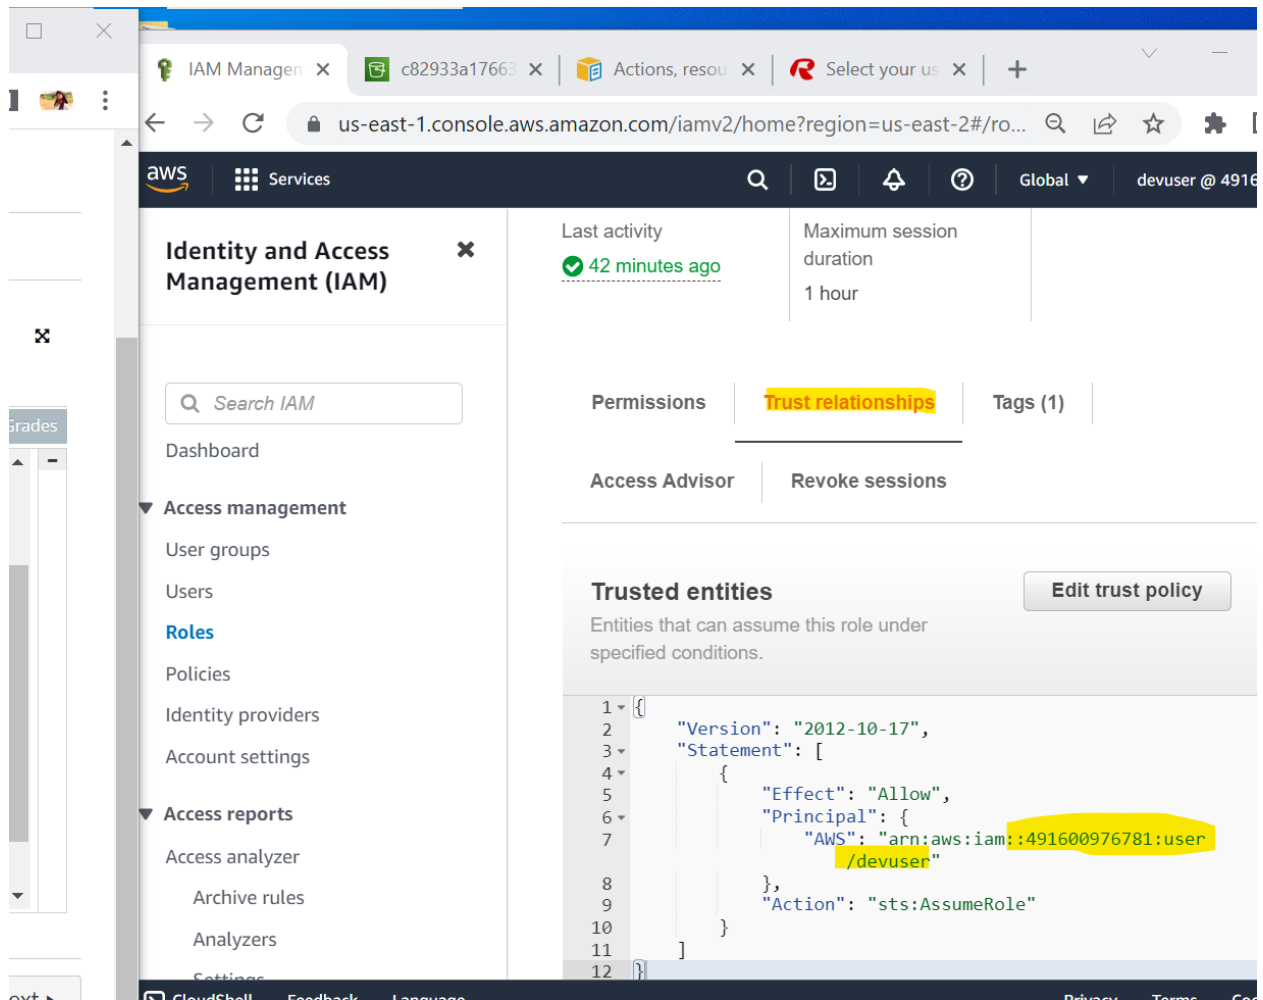 IAM Managem
c82933a17663
Actions, resou
Select your us
us-east-1.console.aws.amazon.com/iamv2/home?region=us-east-2#/ro...
aws
Services
Global
devuser @ 4916
Identity and Access
Management (IAM)
Search IAM
Dashboard
Access management
User groups
Users
Roles
Policies
Identity providers
Account settings
Access reports
Access analyzer
Archive rules
Analyzers
Settings
Last activity
42 minutes ago
Maximum session
duration
1 hour
Permissions
Trust relationships
Tags (1)
Access Advisor
Revoke sessions
Trusted entities
Edit trust policy
Entities that can assume this role under
specified conditions.
1 {
2 "Version": "2012-10-17",
3 "Statement": [
4 {
5 "Effect": "Allow",
6 "Principal": {
7 "AWS": "arn:aws:iam::491600976781:user
/devuser"
8 },
9 "Action": "sts:AssumeRole"
10 }
11 ]
12 }
Grades
CloudShell
Feedback
Language
Privacy
Terms